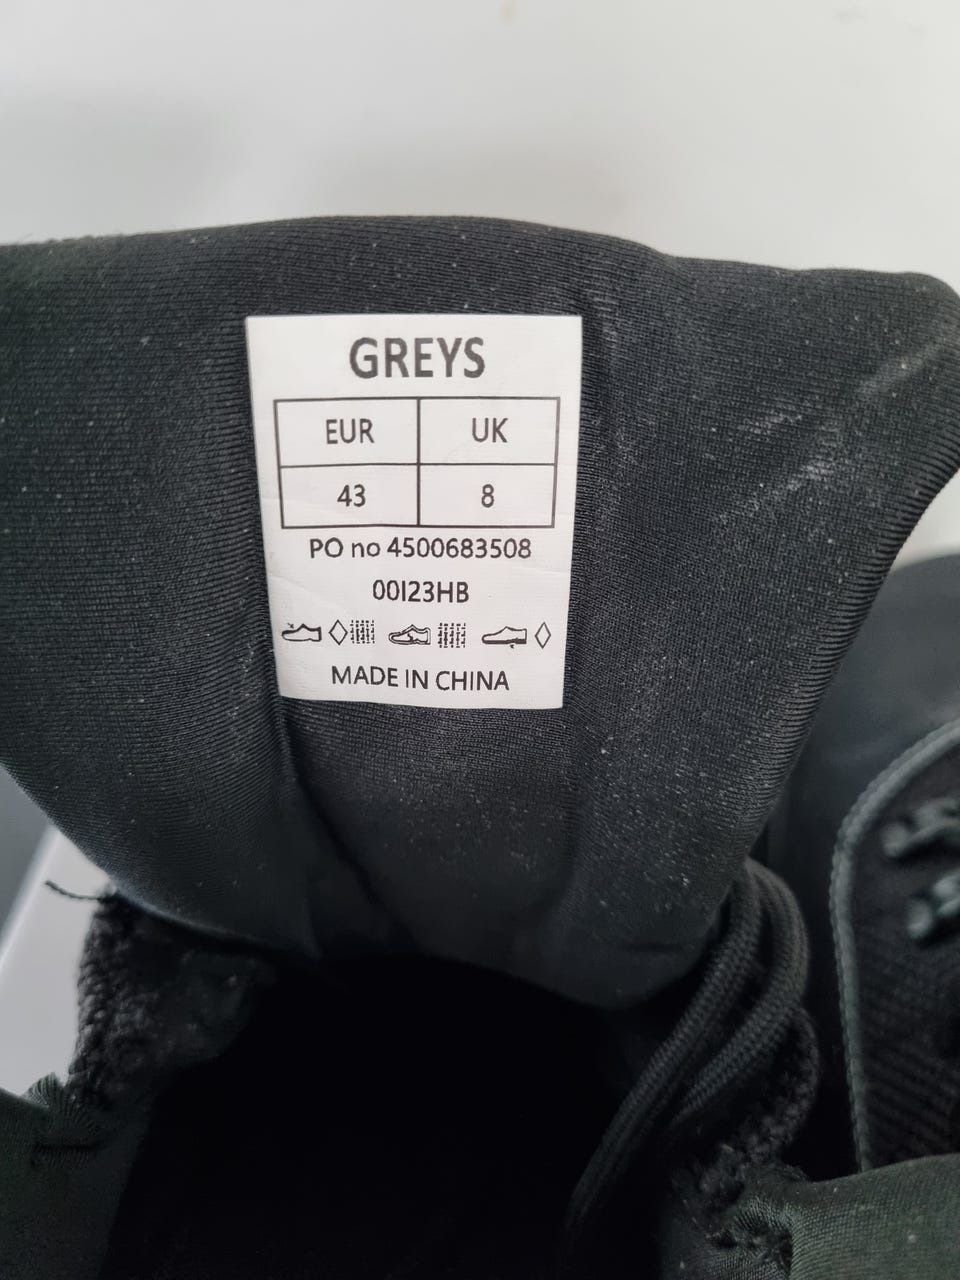 GREYS
EUR UK
43 8
PO no 4500683508
00I23HB
MADE IN CHINA